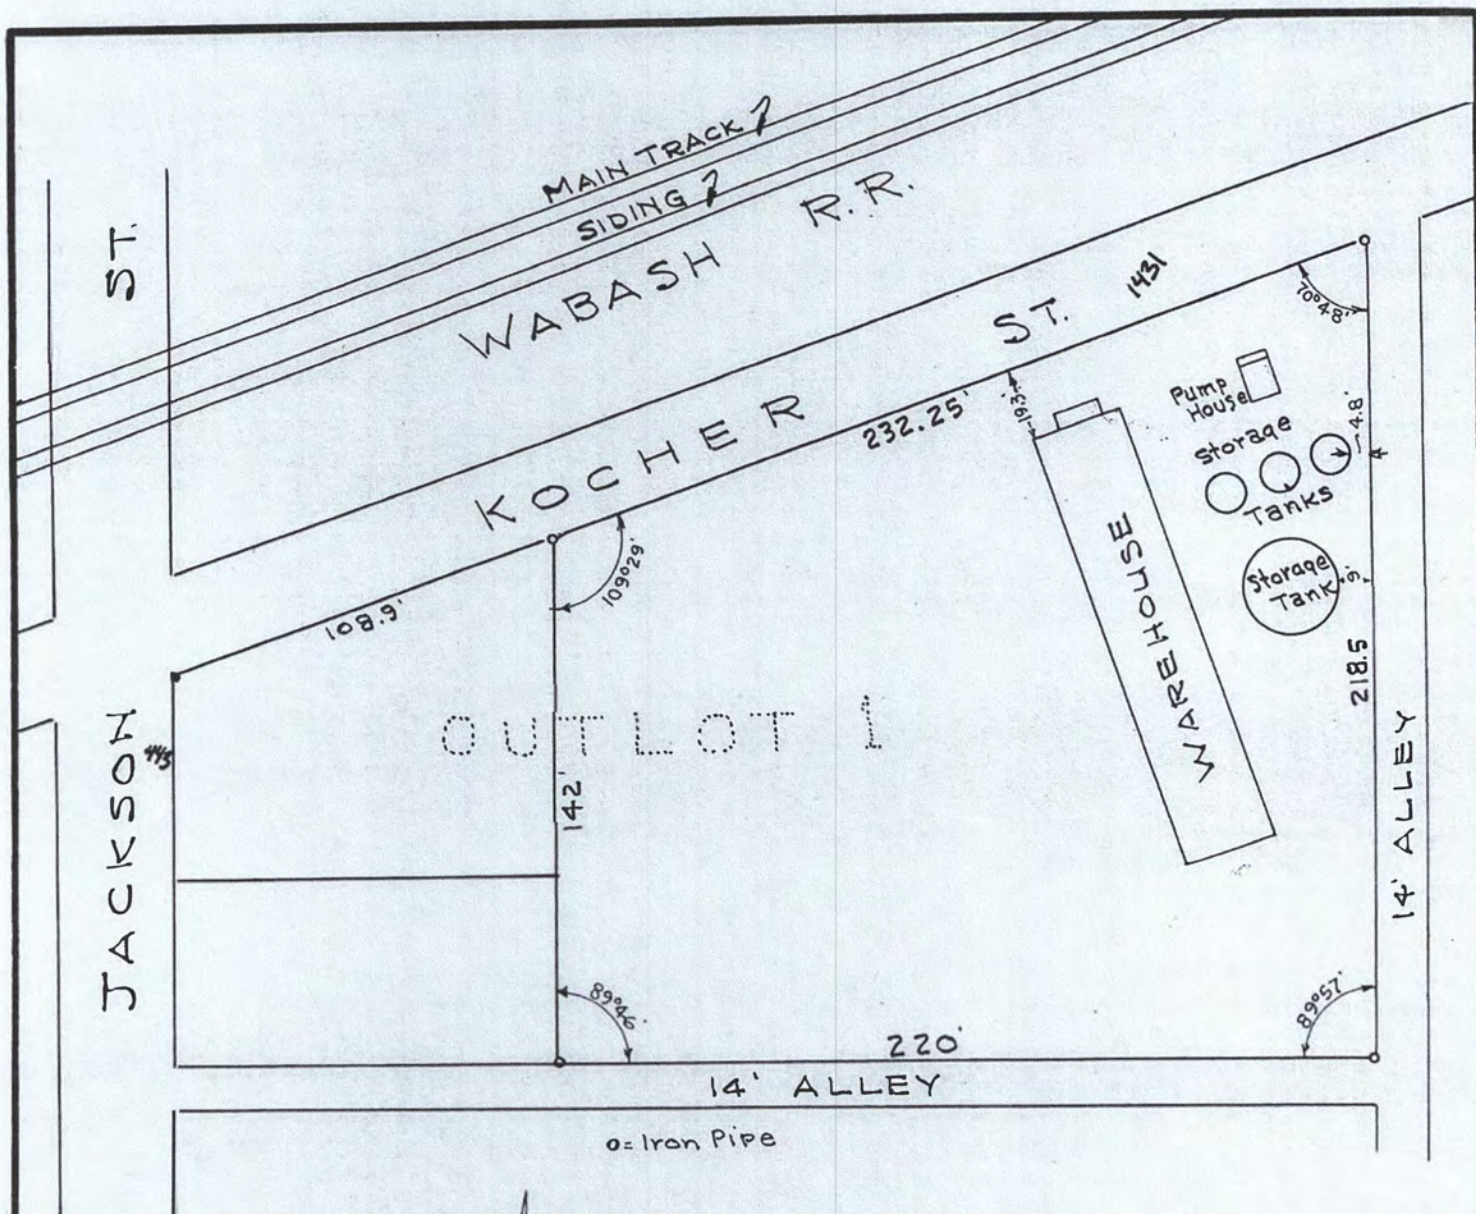 MAIN TRACK
SIDING
WABASH R.R.
ST.
KOCHER ST.
1431
70°48'
Pump
House
19.3'
232.25'
4.8'
Storage
Tanks
109°29'
108.9'
WAREHOUSE
Storage
Tank
9'
218.5
OUTLOT 1
JACKSON
445
142'
14' ALLEY
89°46'
89°57'
220'
14' ALLEY
o= Iron Pipe